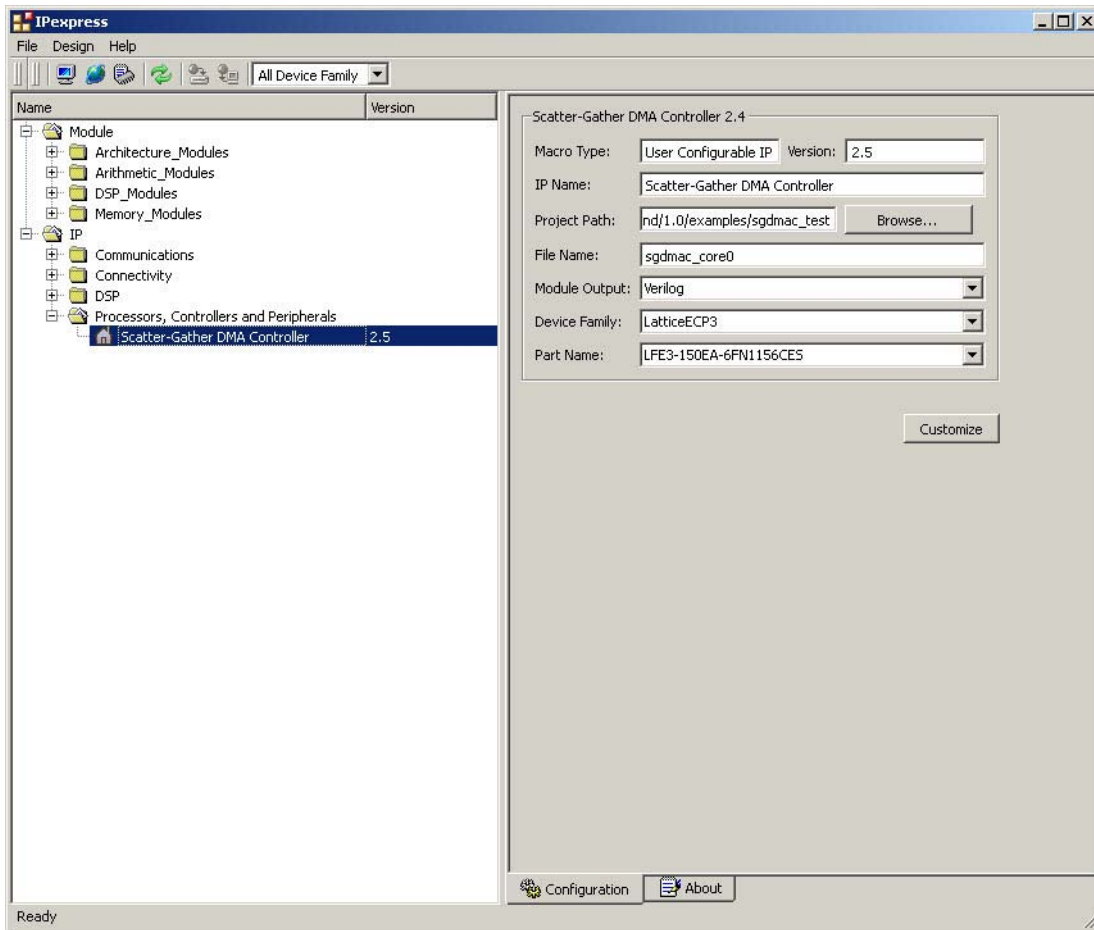 IPexpress
File Design Help
All Device Family
Name Version
Module
Architecture_Modules
Arithmetic_Modules
DSP_Modules
Memory_Modules
IP
Communications
Connectivity
DSP
Processors, Controllers and Peripherals
Scatter-Gather DMA Controller 2.5
Scatter-Gather DMA Controller 2.4
Macro Type: User Configurable IP Version: 2.5
IP Name: Scatter-Gather DMA Controller
Project Path: nd/1.0/examples/sgdmac_test Browse...
File Name: sgdmac_core0
Module Output: Verilog
Device Family: LatticeECP3
Part Name: LFE3-150EA-6FN1156CES
Customize
Configuration About
Ready